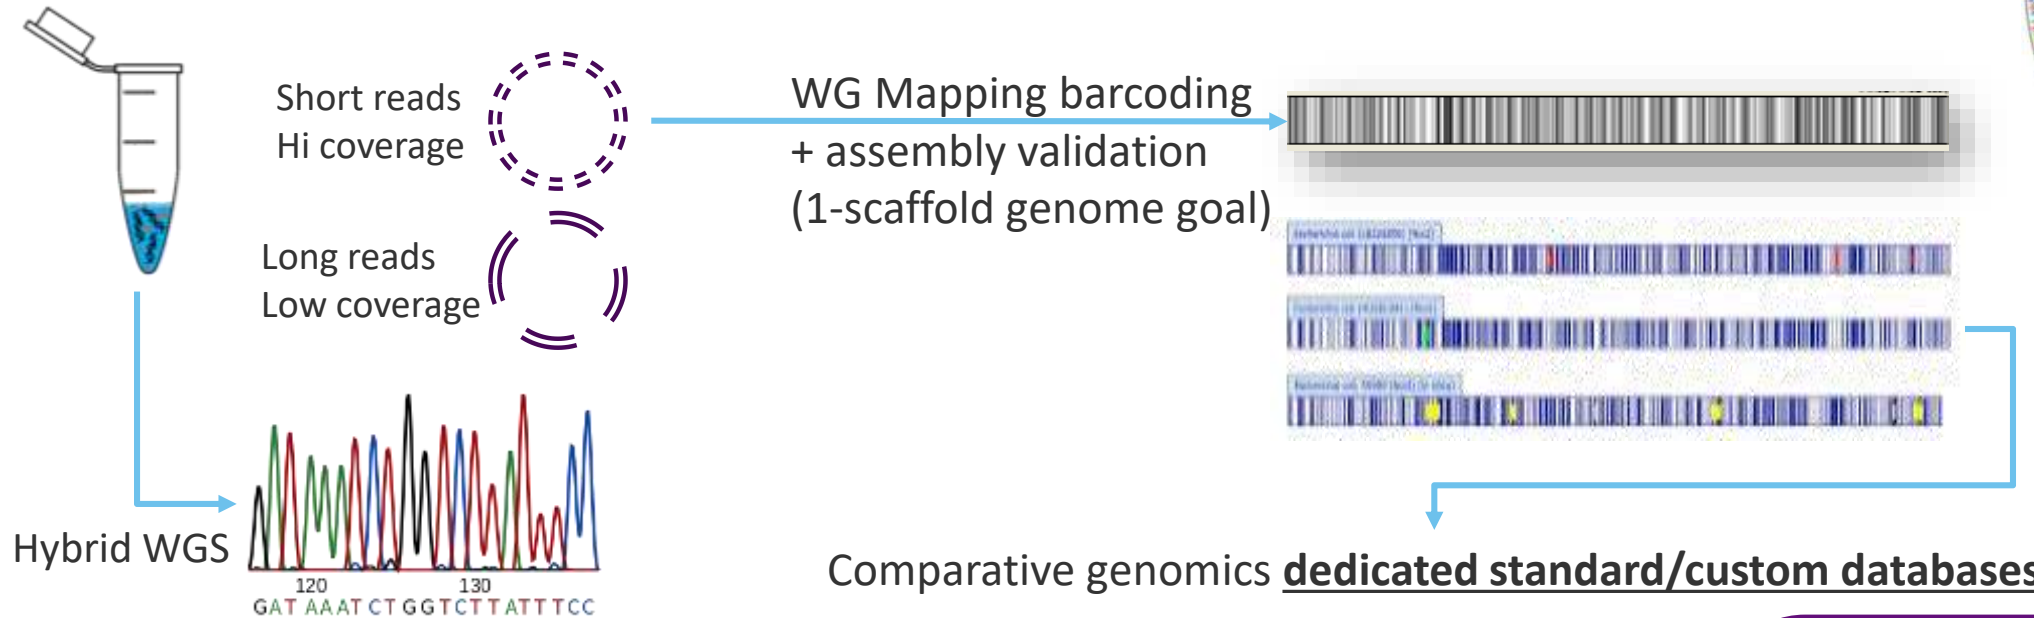 Short reads
Hi coverage
Long reads
Low coverage
WG Mapping barcoding
+ assembly validation
(1-scaffold genome goal)
Hybrid WGS
120 130
GAT AAAT CT GGTCTTATTTCC
Comparative genomics dedicated standard/custom databases